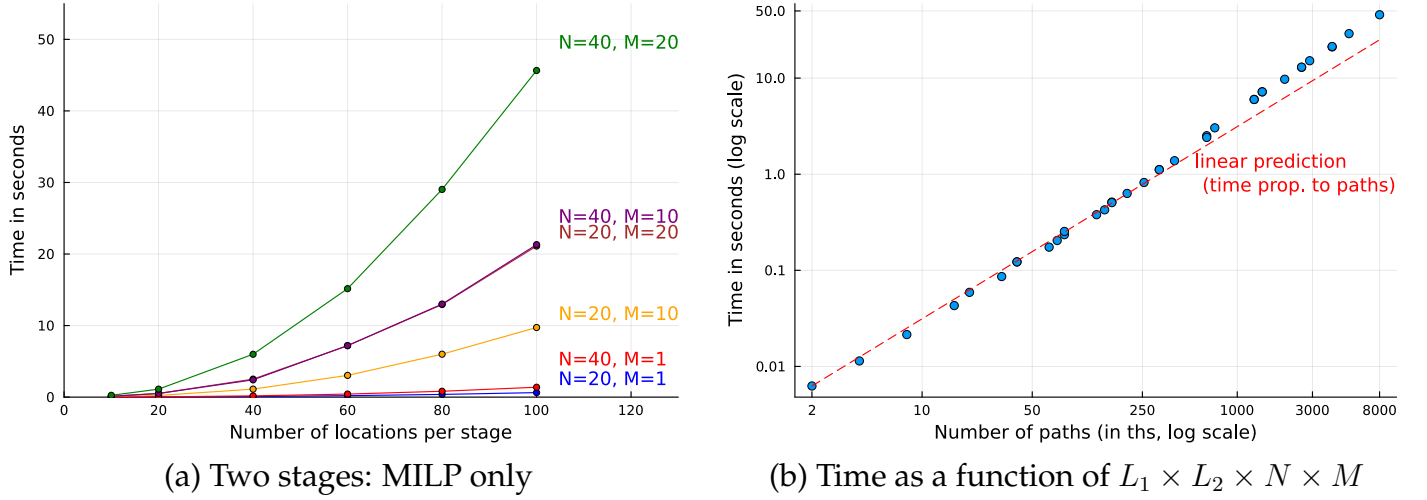 50
40
30
20
10
0
Time in seconds
N=40, M=20
N=40, M=10
N=20, M=20
N=20, M=10
N=40, M=1
N=20, M=1
0
20
40
60
80
100
120
Number of locations per stage
(a) Two stages: MILP only
50.0
10.0
1.0
0.1
0.01
Time in seconds (log scale)
linear prediction
(time prop. to paths)
2
10
50
250
1000
3000
8000
Number of paths (in ths, log scale)
(b) Time as a function of L₁ × L₂ × N × M